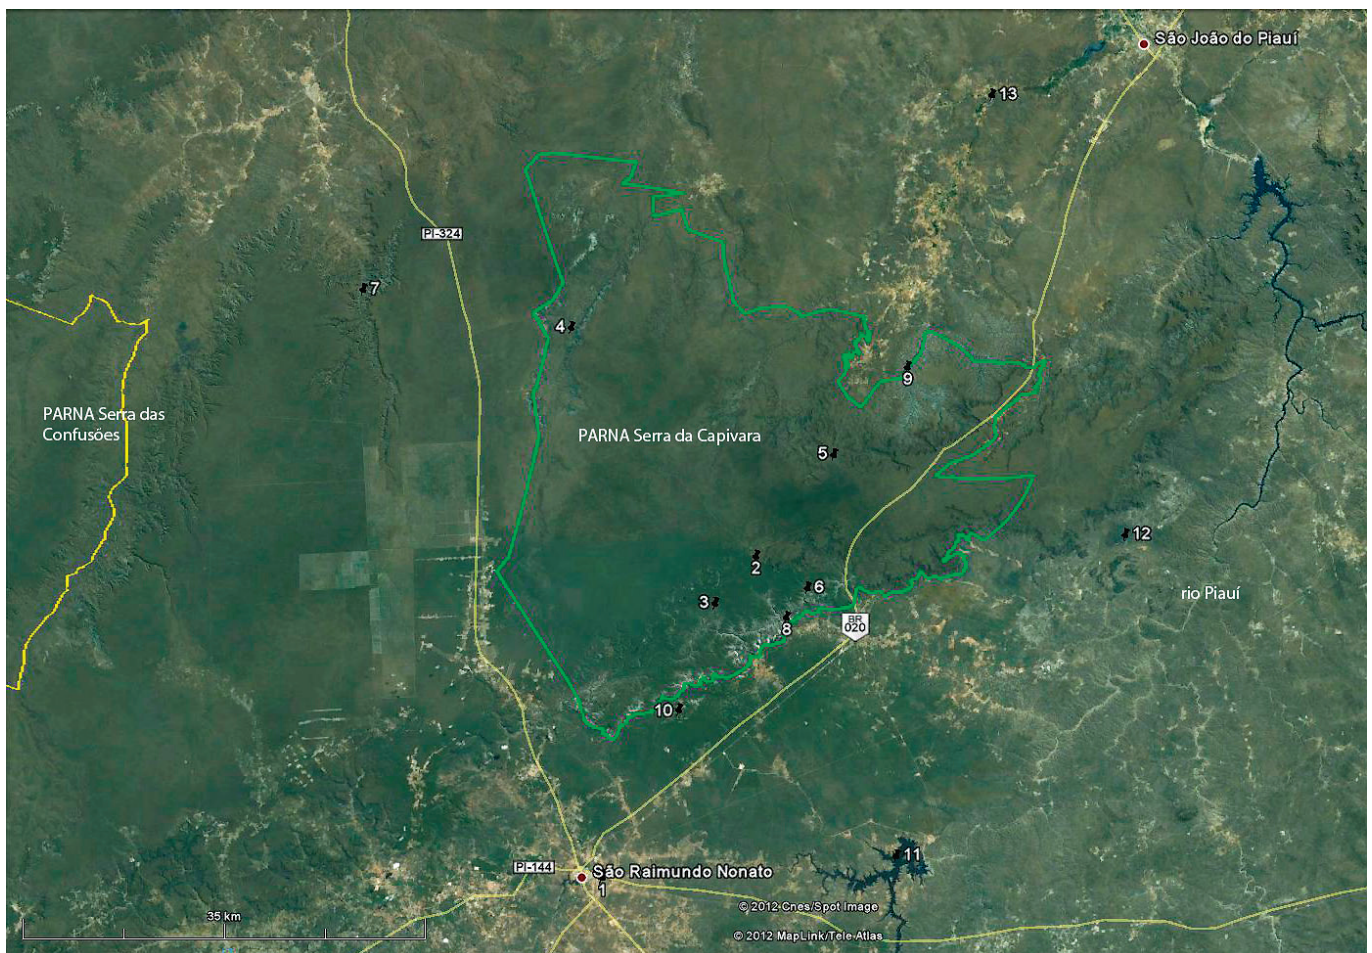 São João do Piauí
13
PI-324
7
4
9
PARNA Serra das
Confusões
PARNA Serra da Capivara
5
12
2
6
3
rio Piauí
8
BR
020
10
11
PI-144
São Raimundo Nonato
1
35 km
© 2012 Cnes/Spot Image
© 2012 MapLink/Tele Atlas